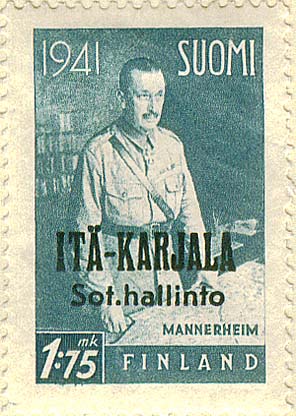 1941 SUOMI
ITÄ-KARJALA
Sot.hallinto
MANNERHEIM
1:75 mk FINLAND